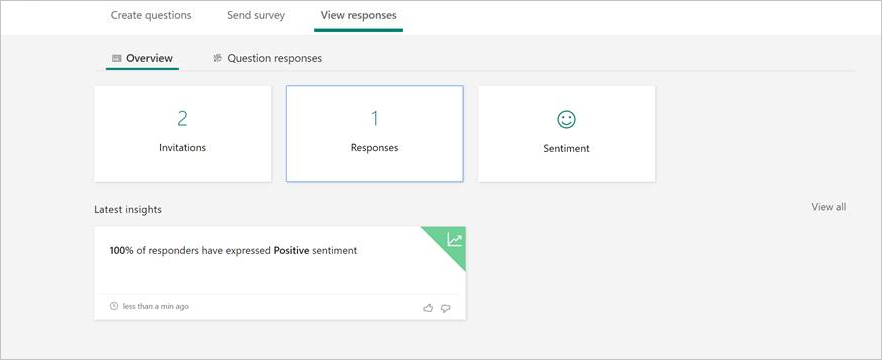 Create questions Send survey View responses
Overview Question responses
2 1
Invitations Responses Sentiment
Latest insights View all
100% of responders have expressed Positive sentiment
less than a min ago